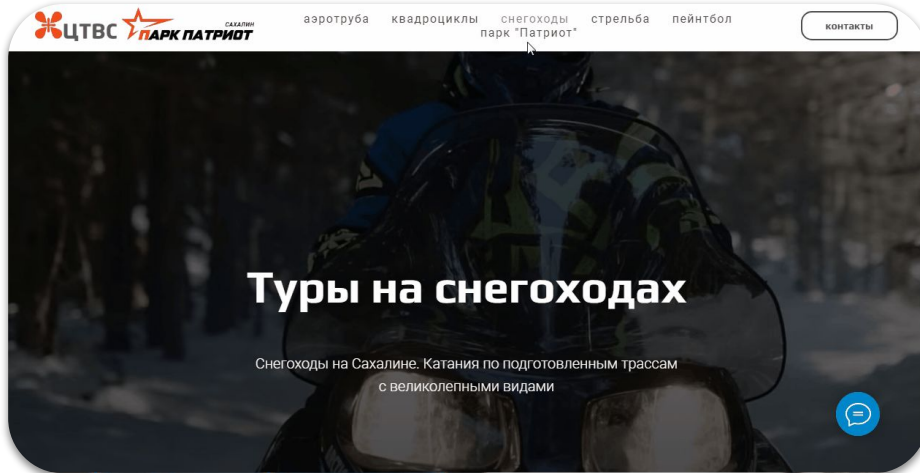 ЦТВС
САХАЛИН
ПАРК ПАТРИОТ
аэротруба квадроциклы снегоходы стрельба пейнтбол
парк "Патриот"
контакты
Туры на снегоходах
Снегоходы на Сахалине. Катания по подготовленным трассам
с великолепными видами